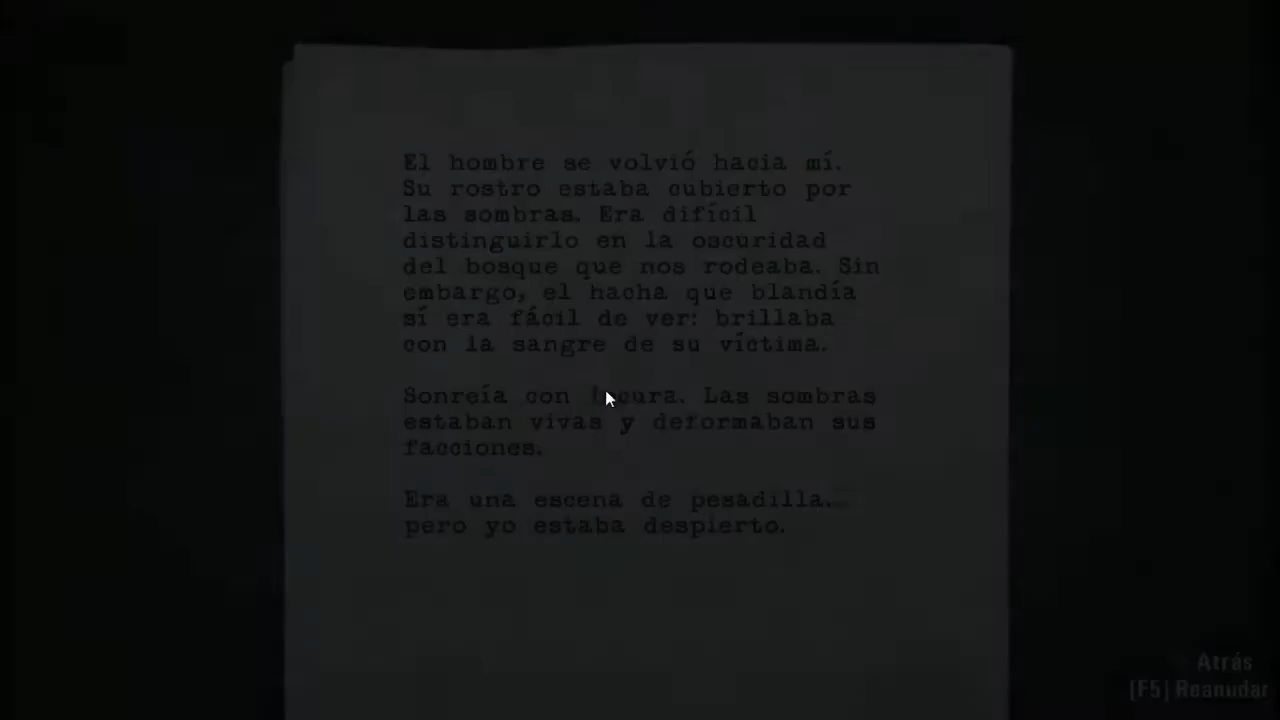 El hombre se volvió hacia mí.
Su rostro estaba cubierto por
las sombras. Era difícil
distinguirlo en la oscuridad
del bosque que nos rodeaba. Sin
embargo, el hacha que blandía
sí era fácil de ver: brillaba
con la sangre de su víctima.
Sonreía con locura. Las sombras
estaban vivas y deformaban sus
facciones.
Era una escena de pesadilla…
pero yo estaba despierto.
Atrás
[F5] Reanudar